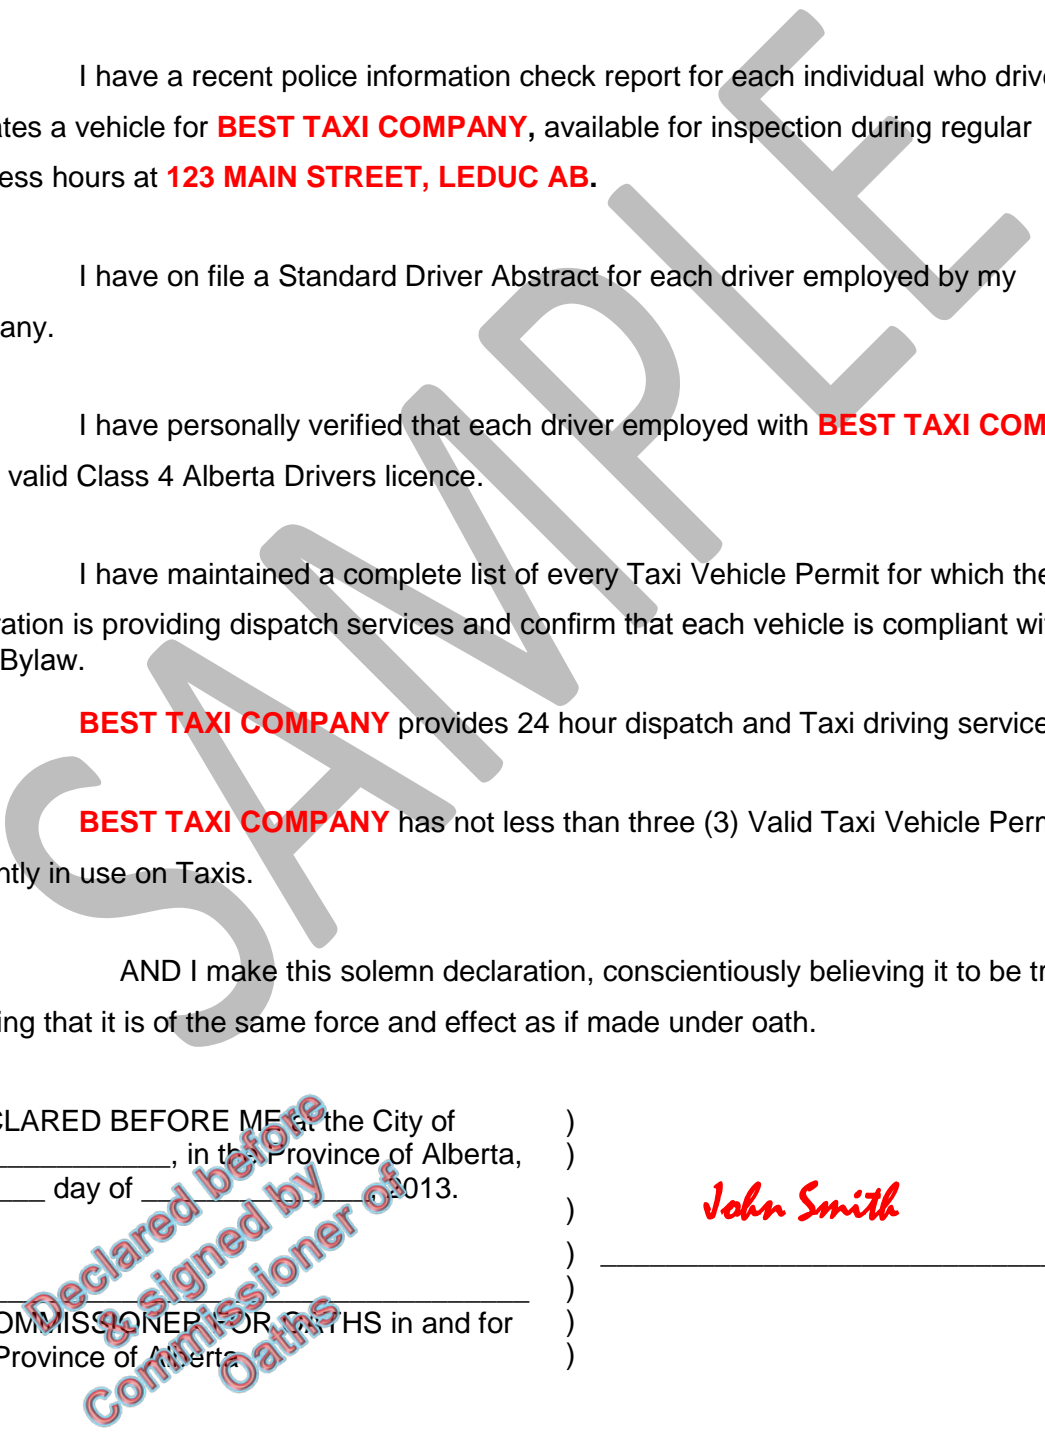 I have a recent police information check report for each individual who drive
ates a vehicle for BEST TAXI COMPANY, available for inspection during regular
ess hours at 123 MAIN STREET, LEDUC AB.
I have on file a Standard Driver Abstract for each driver employed by my
any.
I have personally verified that each driver employed with BEST TAXI COM
valid Class 4 Alberta Drivers licence.
I have maintained a complete list of every Taxi Vehicle Permit for which the
ation is providing dispatch services and confirm that each vehicle is compliant wi
Bylaw.
BEST TAXI COMPANY provides 24 hour dispatch and Taxi driving service
BEST TAXI COMPANY has not less than three (3) Valid Taxi Vehicle Perm
ntly in use on Taxis.
AND I make this solemn declaration, conscientiously believing it to be tr
ing that it is of the same force and effect as if made under oath.
CLARED BEFORE ME at the City of )
____________, in the Province of Alberta, )
___ day of ______________, 2013.
) John Smith
) ____________________________
__________________________________ )
OMMISSIONER FOR OATHS in and for )
Province of Alberta )
Declared before
& signed by
Commissioner of
Oaths
SAMPLE